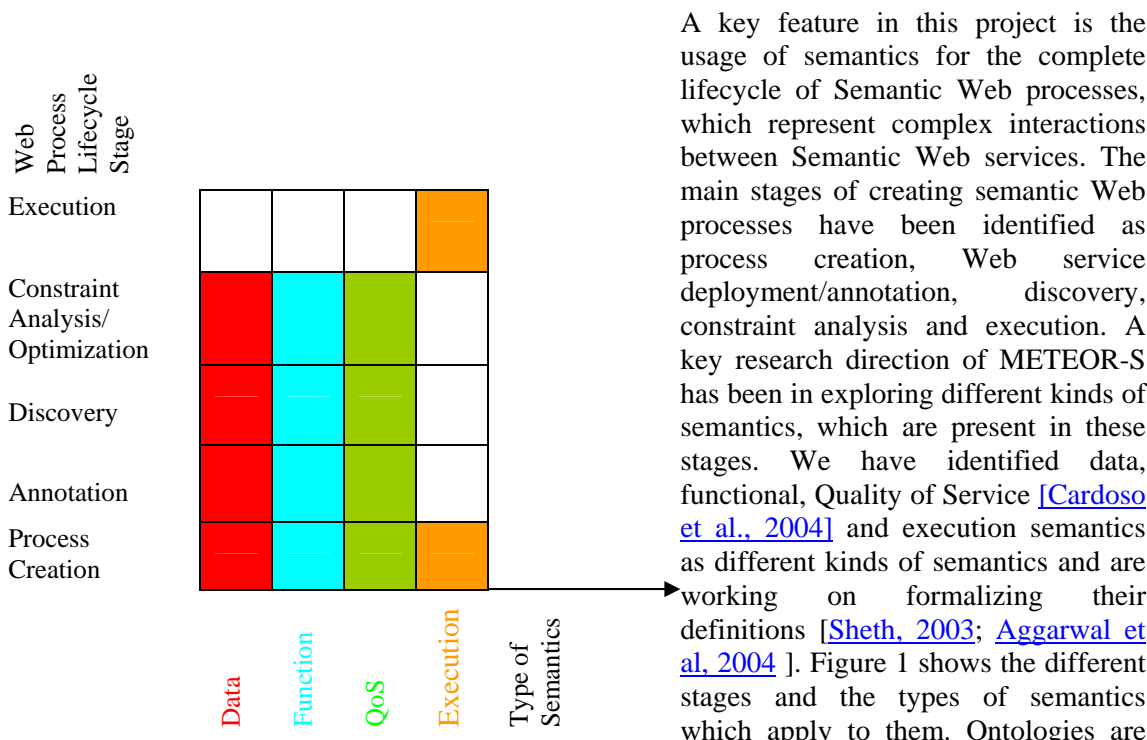 Web
Process
Lifecycle
Stage
Execution
Constraint
Analysis/
Optimization
Discovery
Annotation
Process
Creation
Data
Function
QoS
Execution
Type of
Semantics
A key feature in this project is the
usage of semantics for the complete
lifecycle of Semantic Web processes,
which represent complex interactions
between Semantic Web services. The
main stages of creating semantic Web
processes have been identified as
process creation, Web service
deployment/annotation, discovery,
constraint analysis and execution. A
key research direction of METEOR-S
has been in exploring different kinds of
semantics, which are present in these
stages. We have identified data,
functional, Quality of Service [Cardoso
et al., 2004] and execution semantics
as different kinds of semantics and are
working on formalizing their
definitions [Sheth, 2003; Aggarwal et
al, 2004 ]. Figure 1 shows the different
stages and the types of semantics
which apply to them. Ontologies are